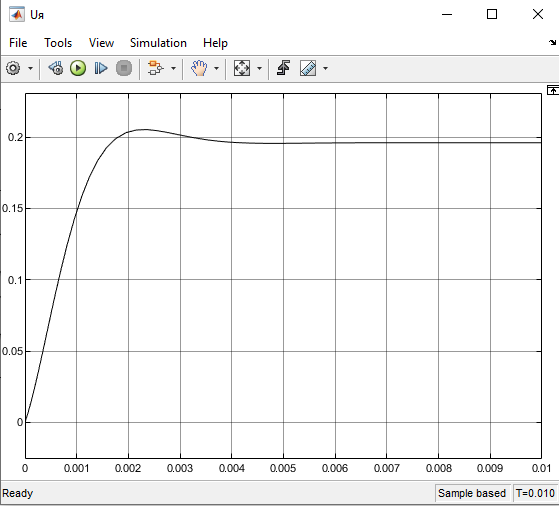 Uя
File Tools View Simulation Help
0.2
0.15
0.1
0.05
0
0 0.001 0.002 0.003 0.004 0.005 0.006 0.007 0.008 0.009 0.01
Ready Sample based T=0.010